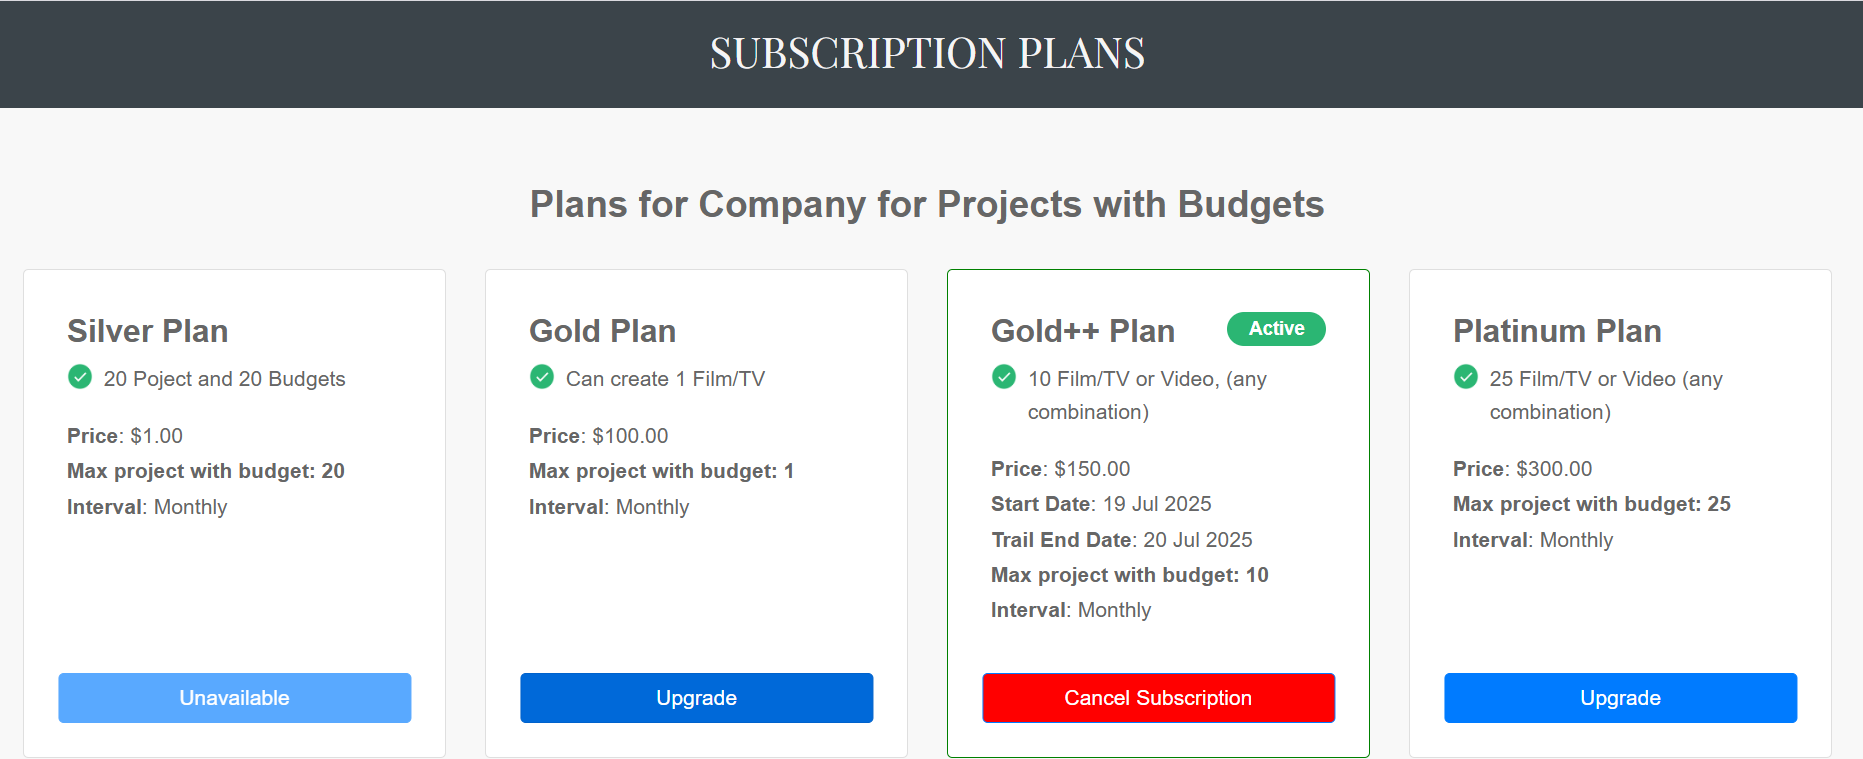 SUBSCRIPTION PLANS
Plans for Company for Projects with Budgets
Silver Plan
20 Poject and 20 Budgets
Price: $1.00
Max project with budget: 20
Interval: Monthly
Unavailable
Gold Plan
Can create 1 Film/TV
Price: $100.00
Max project with budget: 1
Interval: Monthly
Upgrade
Gold++ Plan
Active
10 Film/TV or Video, (any
combination)
Price: $150.00
Start Date: 19 Jul 2025
Trail End Date: 20 Jul 2025
Max project with budget: 10
Interval: Monthly
Cancel Subscription
Platinum Plan
25 Film/TV or Video (any
combination)
Price: $300.00
Max project with budget: 25
Interval: Monthly
Upgrade